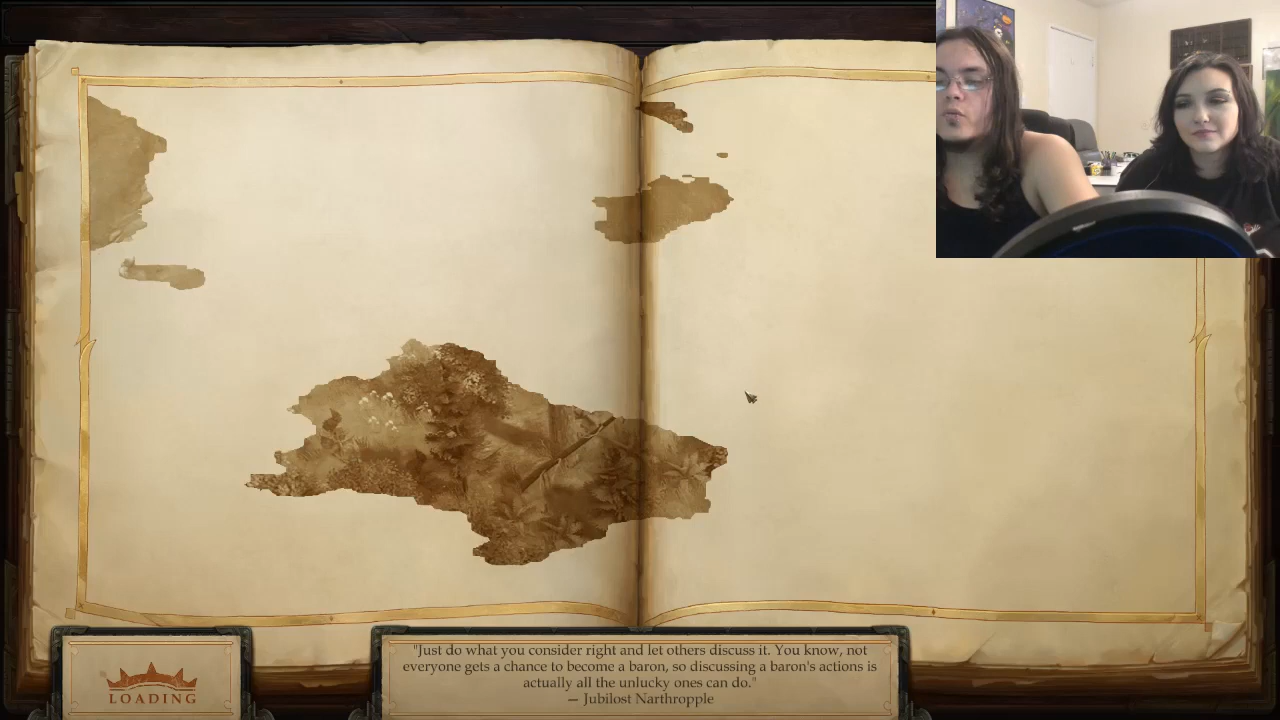 "Just do what you consider right and let others discuss it. You know, not
everyone gets a chance to become a baron, so discussing a baron's actions is
actually all the unlucky ones can do."
— Jubilost Narthropple
LOADING